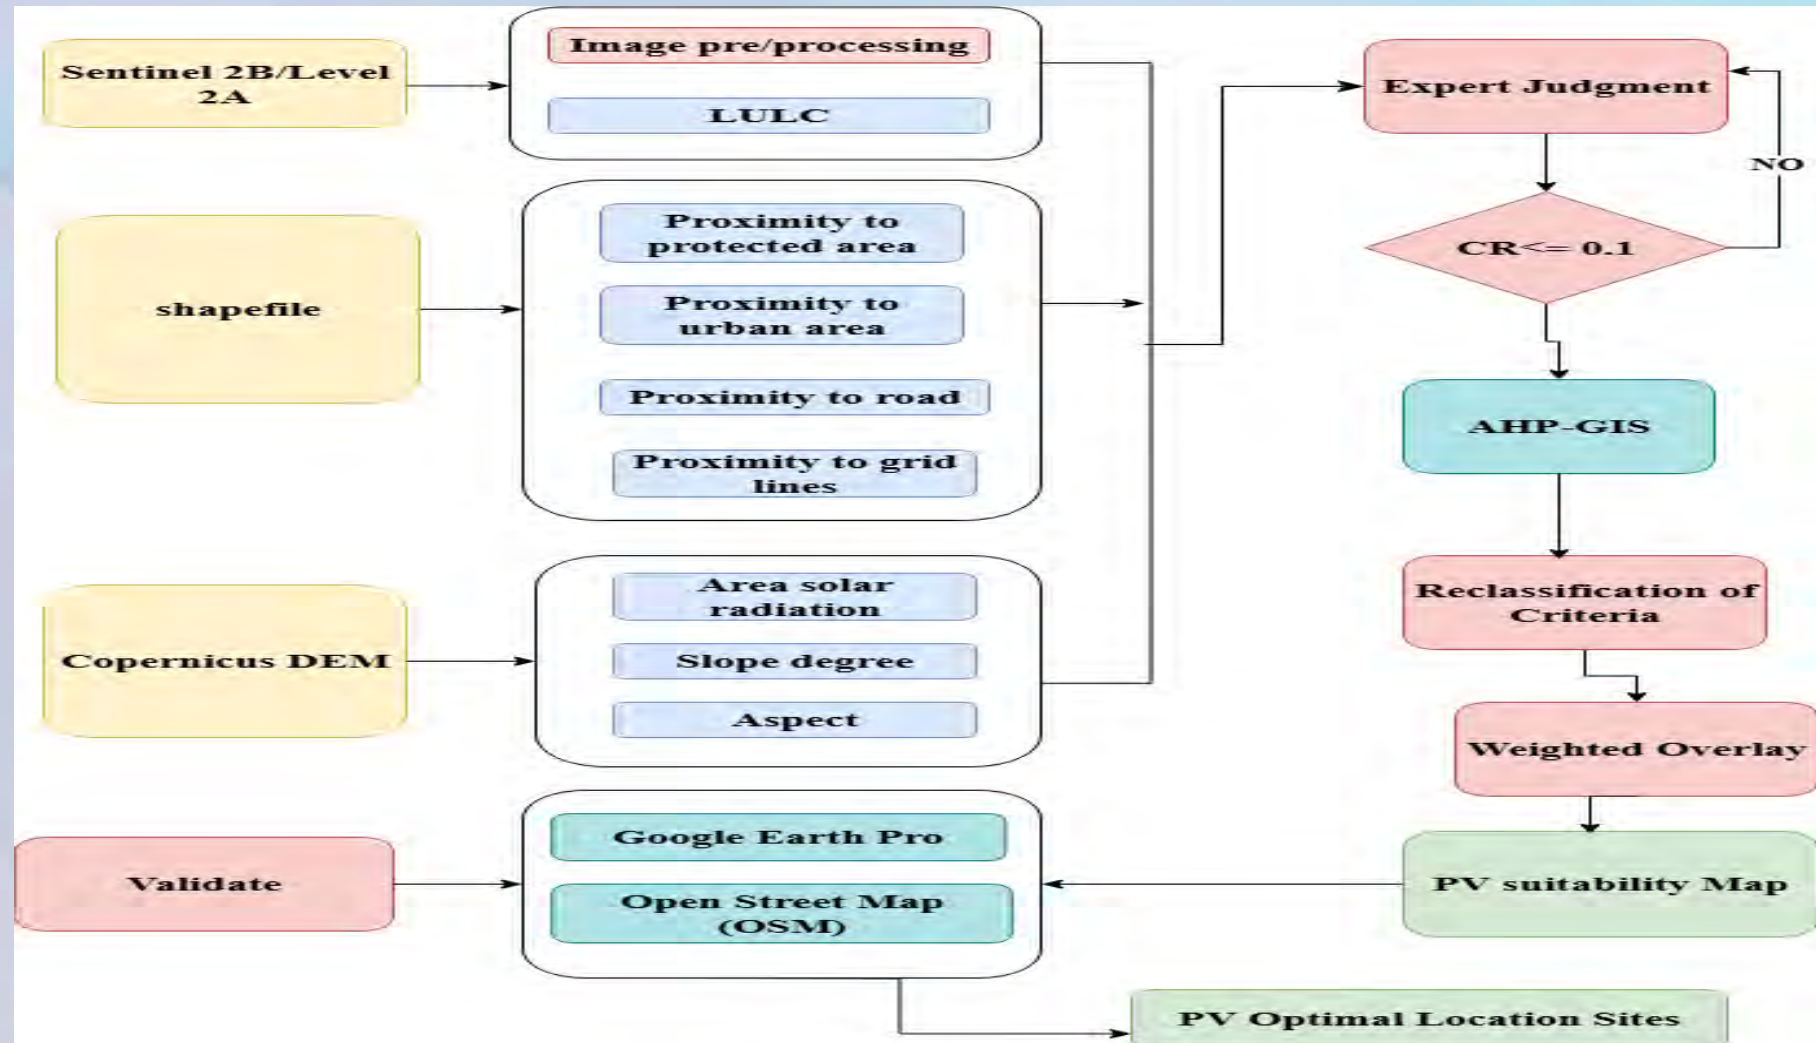 Sentinel 2B/Level
2A
Image pre/processing
LULC
shapefile
Proximity to
protected area
Proximity to
urban area
Proximity to road
Proximity to grid
lines
Copernicus DEM
Area solar
radiation
Slope degree
Aspect
Validate
Google Earth Pro
Open Street Map
(OSM)
Expert Judgment
NO
CR<= 0.1
AHP-GIS
Reclassification of
Criteria
Weighted Overlay
PV suitability Map
PV Optimal Location Sites